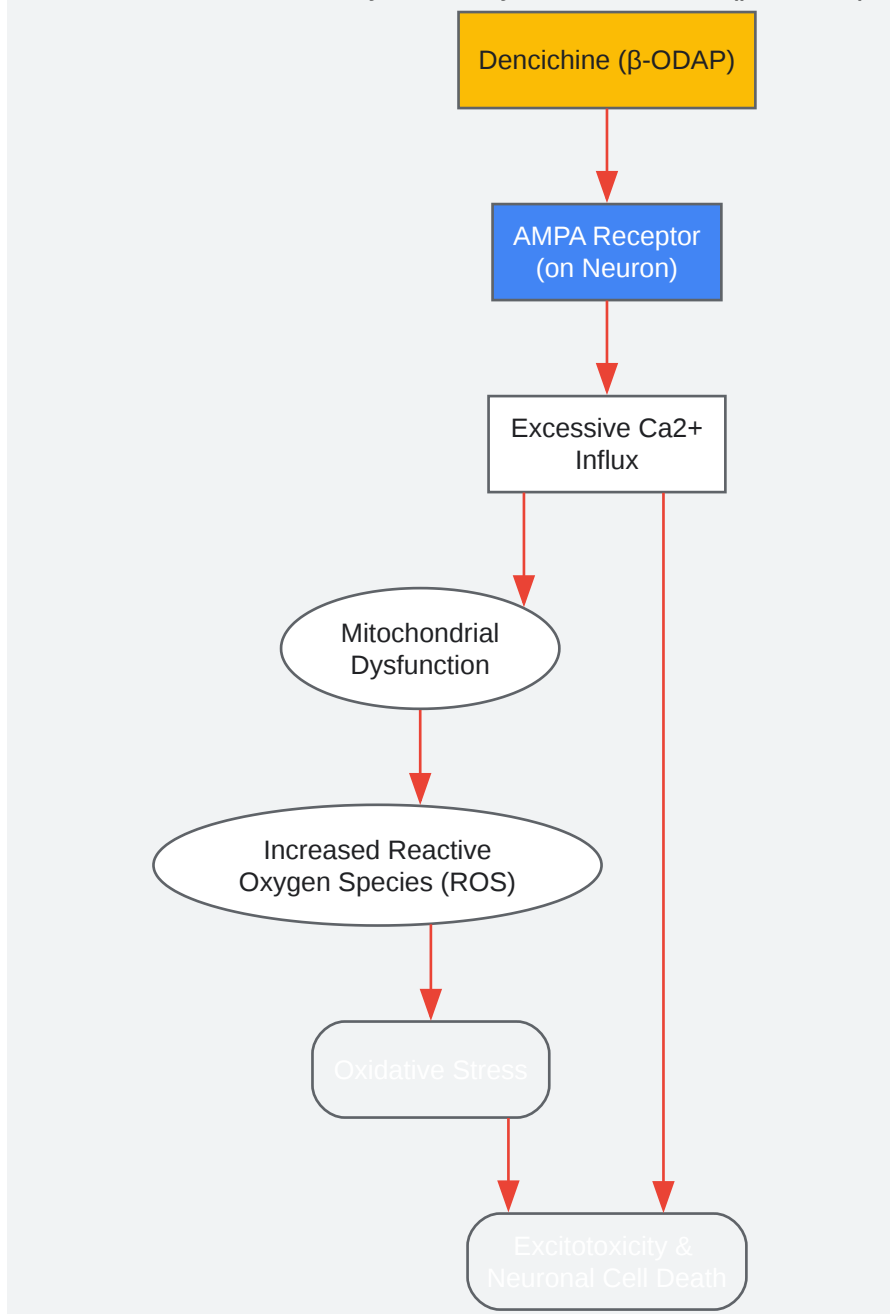 Dencichine (β-ODAP)
AMPA Receptor
(on Neuron)
Excessive Ca2+
Influx
Mitochondrial
Dysfunction
Increased Reactive
Oxygen Species (ROS)
Oxidative Stress
Excitotoxicity &
Neuronal Cell Death